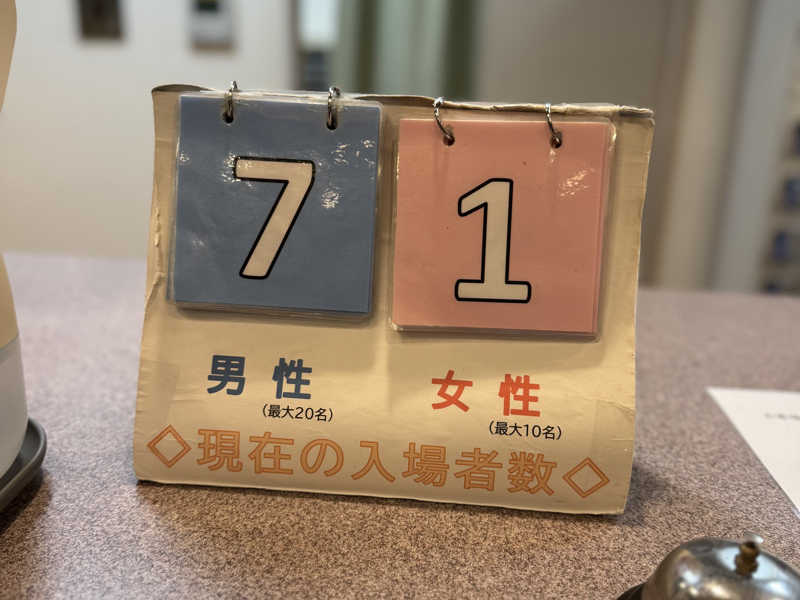 7 1
男性 女性
(最大20名) (最大10名)
◇現在の入場者数◇